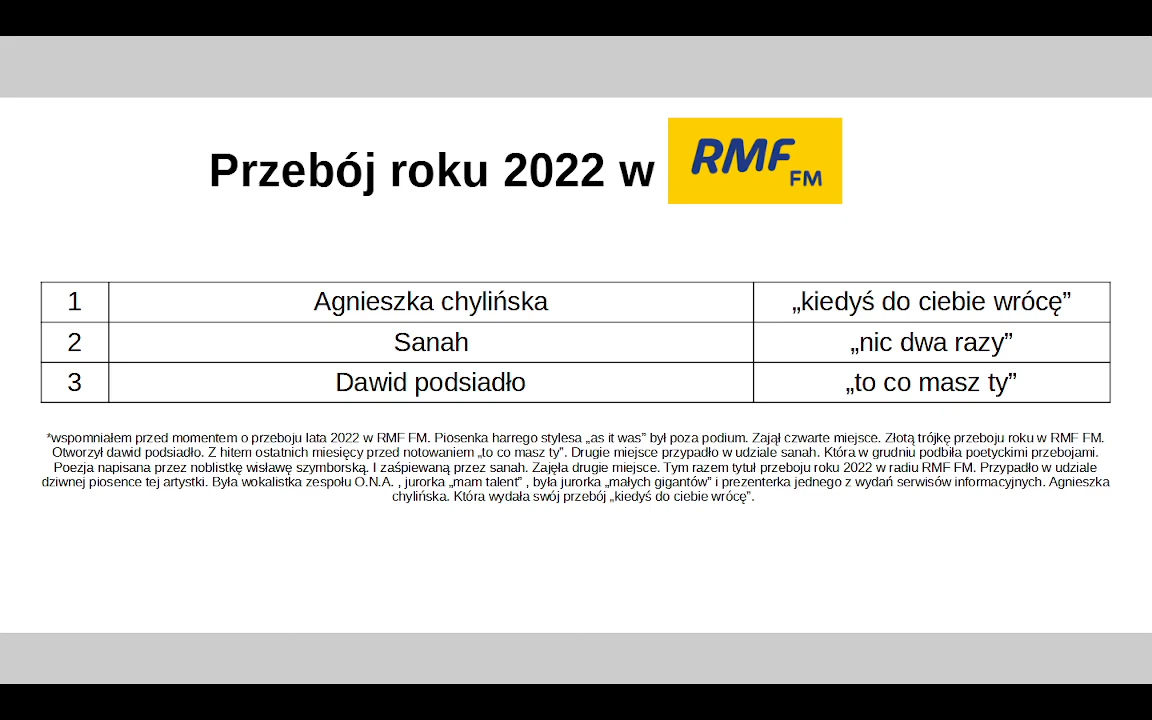 Przebój roku 2022 w RMF FM
1 Agnieszka chylińska „kiedyś do ciebie wrócę”
2 Sanah „nic dwa razy”
3 Dawid podsiadło „to co masz ty”
*wspomniałem przed momentem o przeboju lata 2022 w RMF FM. Piosenka harrego stylesa „as it was” był poza podium. Zajął czwarte miejsce. Złotą trójkę przeboju roku w RMF FM.
Otworzył dawid podsiadło. Z hitem ostatnich miesięcy przed notowaniem „to co masz ty”. Drugie miejsce przypadło w udziale sanah. Która w grudniu podbiła poetyckimi przebojami.
Poezja napisana przez noblistkę wisławę szymborską. I zaśpiewaną przez sanah. Zajęła drugie miejsce. Tym razem tytuł przeboju roku 2022 w radiu RMF FM. Przypadło w udziale
dziwnej piosence tej artystki. Była wokalistka zespołu O.N.A. , jurorka „mam talent” , była jurorka „małych gigantów” i prezenterka jednego z wydań serwisów informacyjnych. Agnieszka
chylińska. Która wydała swój przebój „kiedyś do ciebie wrócę”.